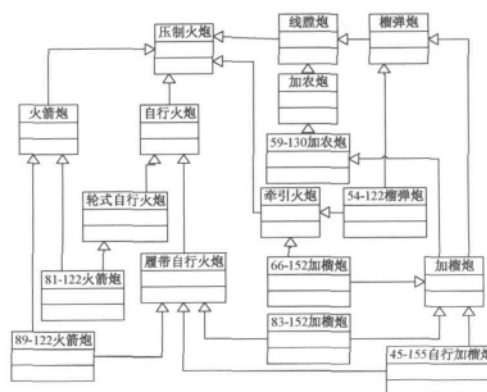 压制火炮
线膛炮
榴弹炮
火箭炮
自行火炮
加农炮
59-130加农炮
轮式自行火炮
牵引火炮
54-122榴弹炮
81-122火箭炮
履带自行火炮
66-152加榴炮
加榴炮
89-122火箭炮
83-152加榴炮
45-155自行加榴炮